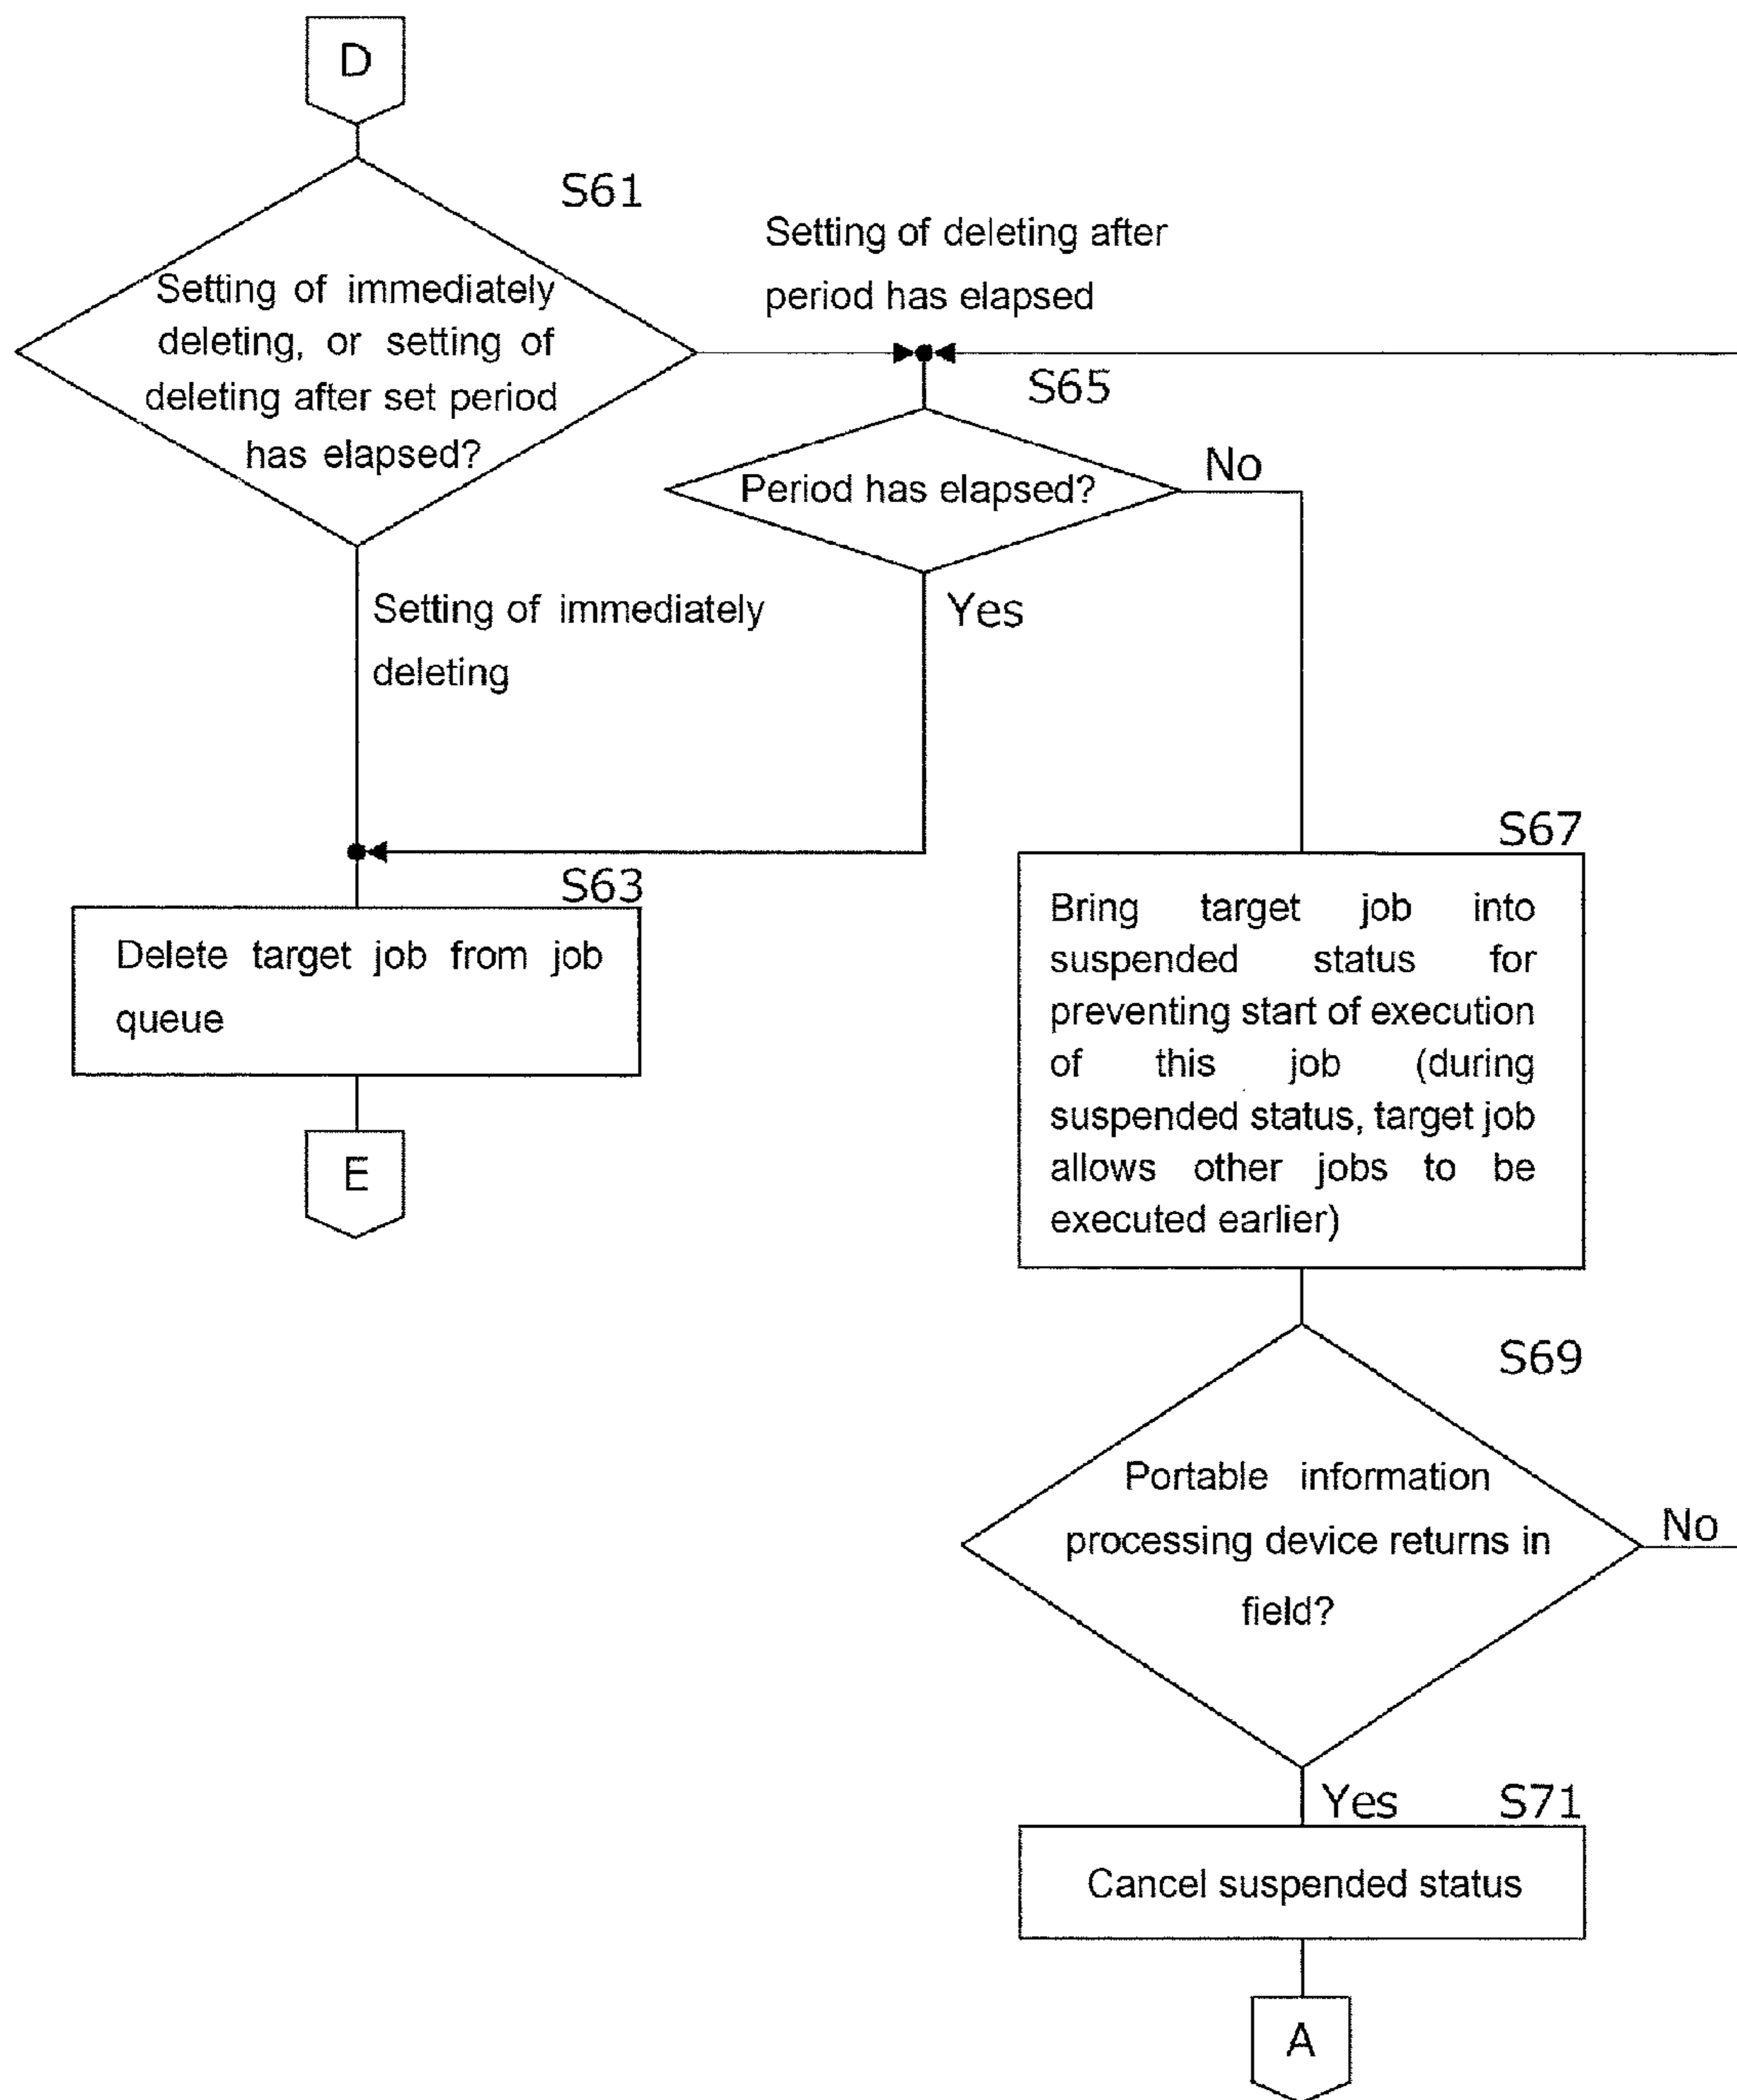 D
S61
Setting of immediately
deleting, or setting of
deleting after set period
has elapsed?
Setting of deleting after
period has elapsed
S65
Period has elapsed?
No
Yes
Setting of immediately
deleting
S63
Delete target job from job
queue
E
S67
Bring target job into
suspended status for
preventing start of execution
of this job (during
suspended status, target job
allows other jobs to be
executed earlier)
S69
Portable information
processing device returns in
field?
No
Yes
S71
Cancel suspended status
A